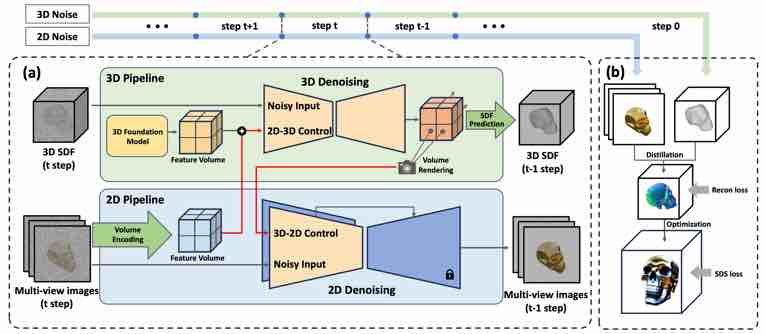 3D Noise
2D Noise
step t+1
step t
step t-1
step 0
(a)
3D Pipeline
3D Denoising
Noisy Input
2D-3D Control
3D Foundation
Model
Feature Volume
3D SDF
(t step)
Volume
Rendering
SDF
Prediction
3D SDF
(t-1 step)
2D Pipeline
Volume
Encoding
Feature Volume
3D-2D Control
Noisy Input
2D Denoising
Multi-view images
(t step)
Multi-view images
(t-1 step)
(b)
Distillation
Recon loss
Optimization
SDS loss